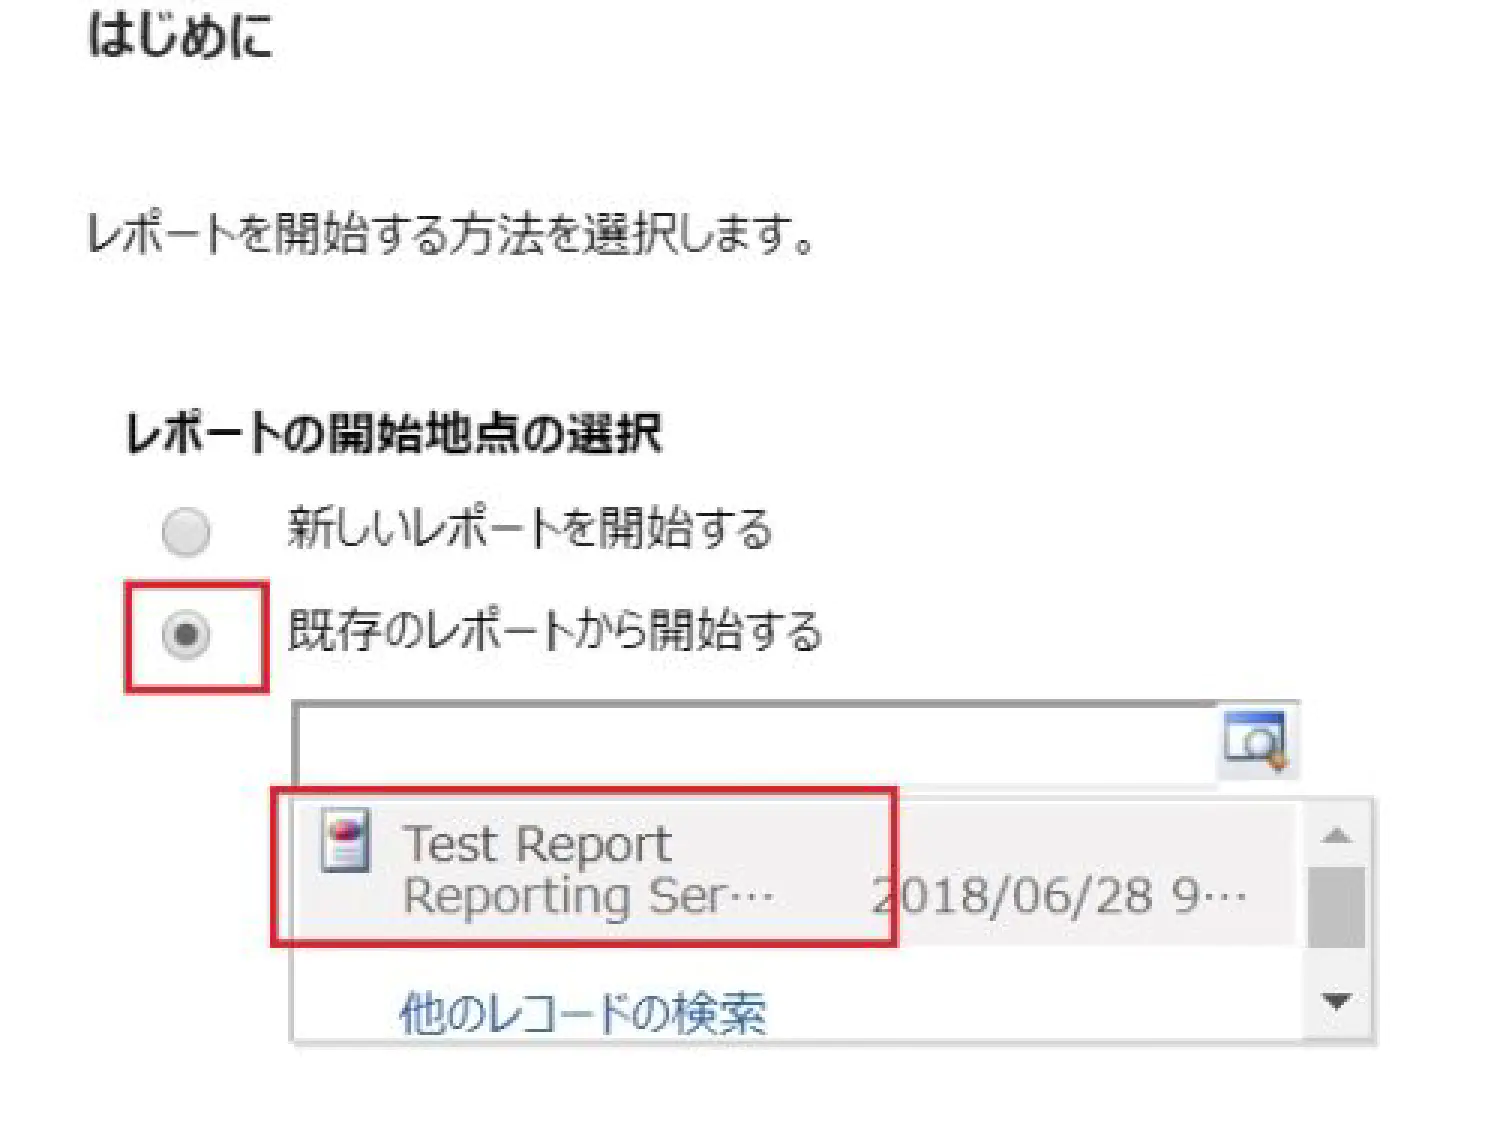 はじめに
レポートを開始する方法を選択します。
レポートの開始地点の選択
新しいレポートを開始する
既存のレポートから開始する
Test Report
Reporting Ser… 2018/06/28 9…
他のレコードの検索